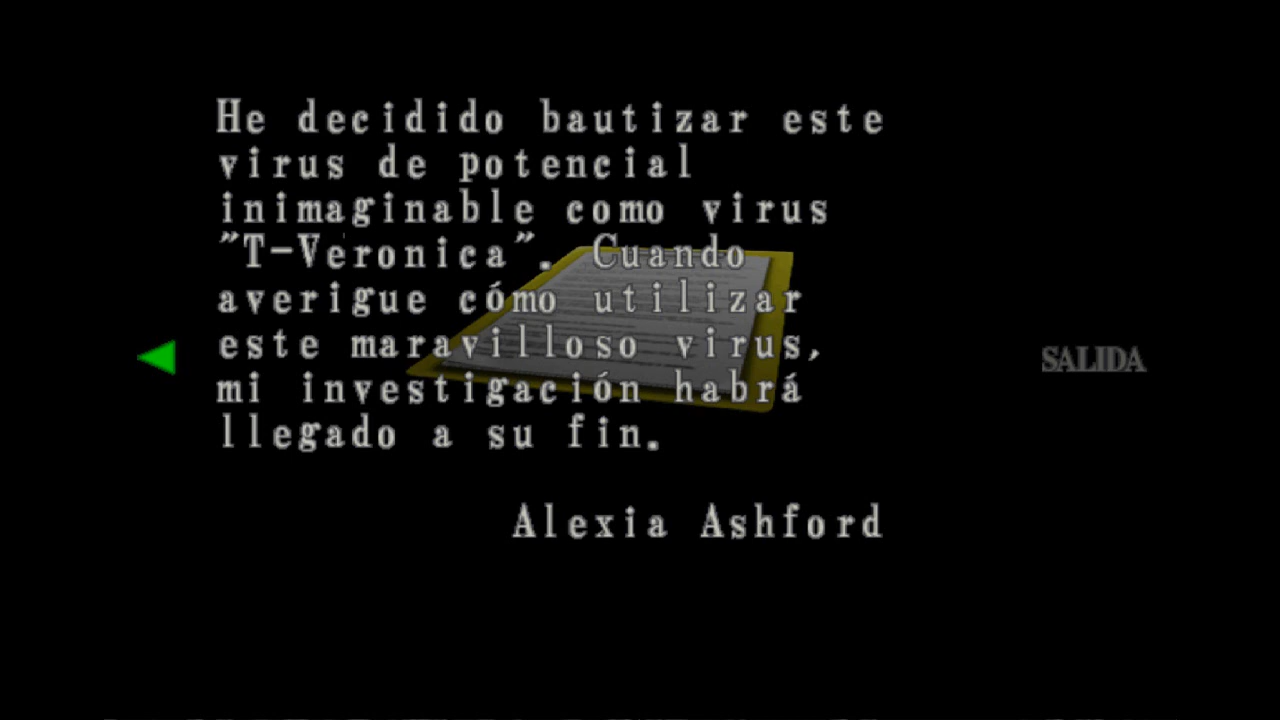 He decidido bautizar este
virus de potencial
inimaginable como virus
"T-Veronica". Cuando
averigue cómo utilizar
este maravilloso virus,
mi investigación habrá
llegado a su fin.
Alexia Ashford
SALIDA